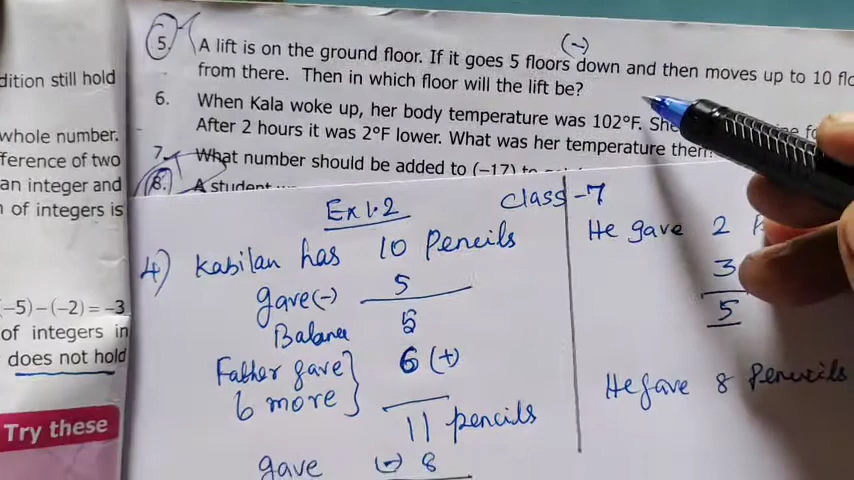 5. A lift is on the ground floor. If it goes 5 floors down and then moves up to 10 flo
(-)
from there. Then in which floor will the lift be?
6. When Kala woke up, her body temperature was 102°F. She
After 2 hours it was 2°F lower. What was her temperature then?
7. What number should be added to (−17) to
8. A student
dition still hold
whole number.
fference of two
an integer and
n of integers is
(-5) – (-2) = -3
of integers in
does not hold
Try these
Ex 1.2
class - 7
4) Kabilan has 10 Pencils
gave (-) 5
Balance 5
Father gave 6 (+)
6 more
11 pencils
gave (-) 8
He gave 2
3
5
He gave 8 Pencils